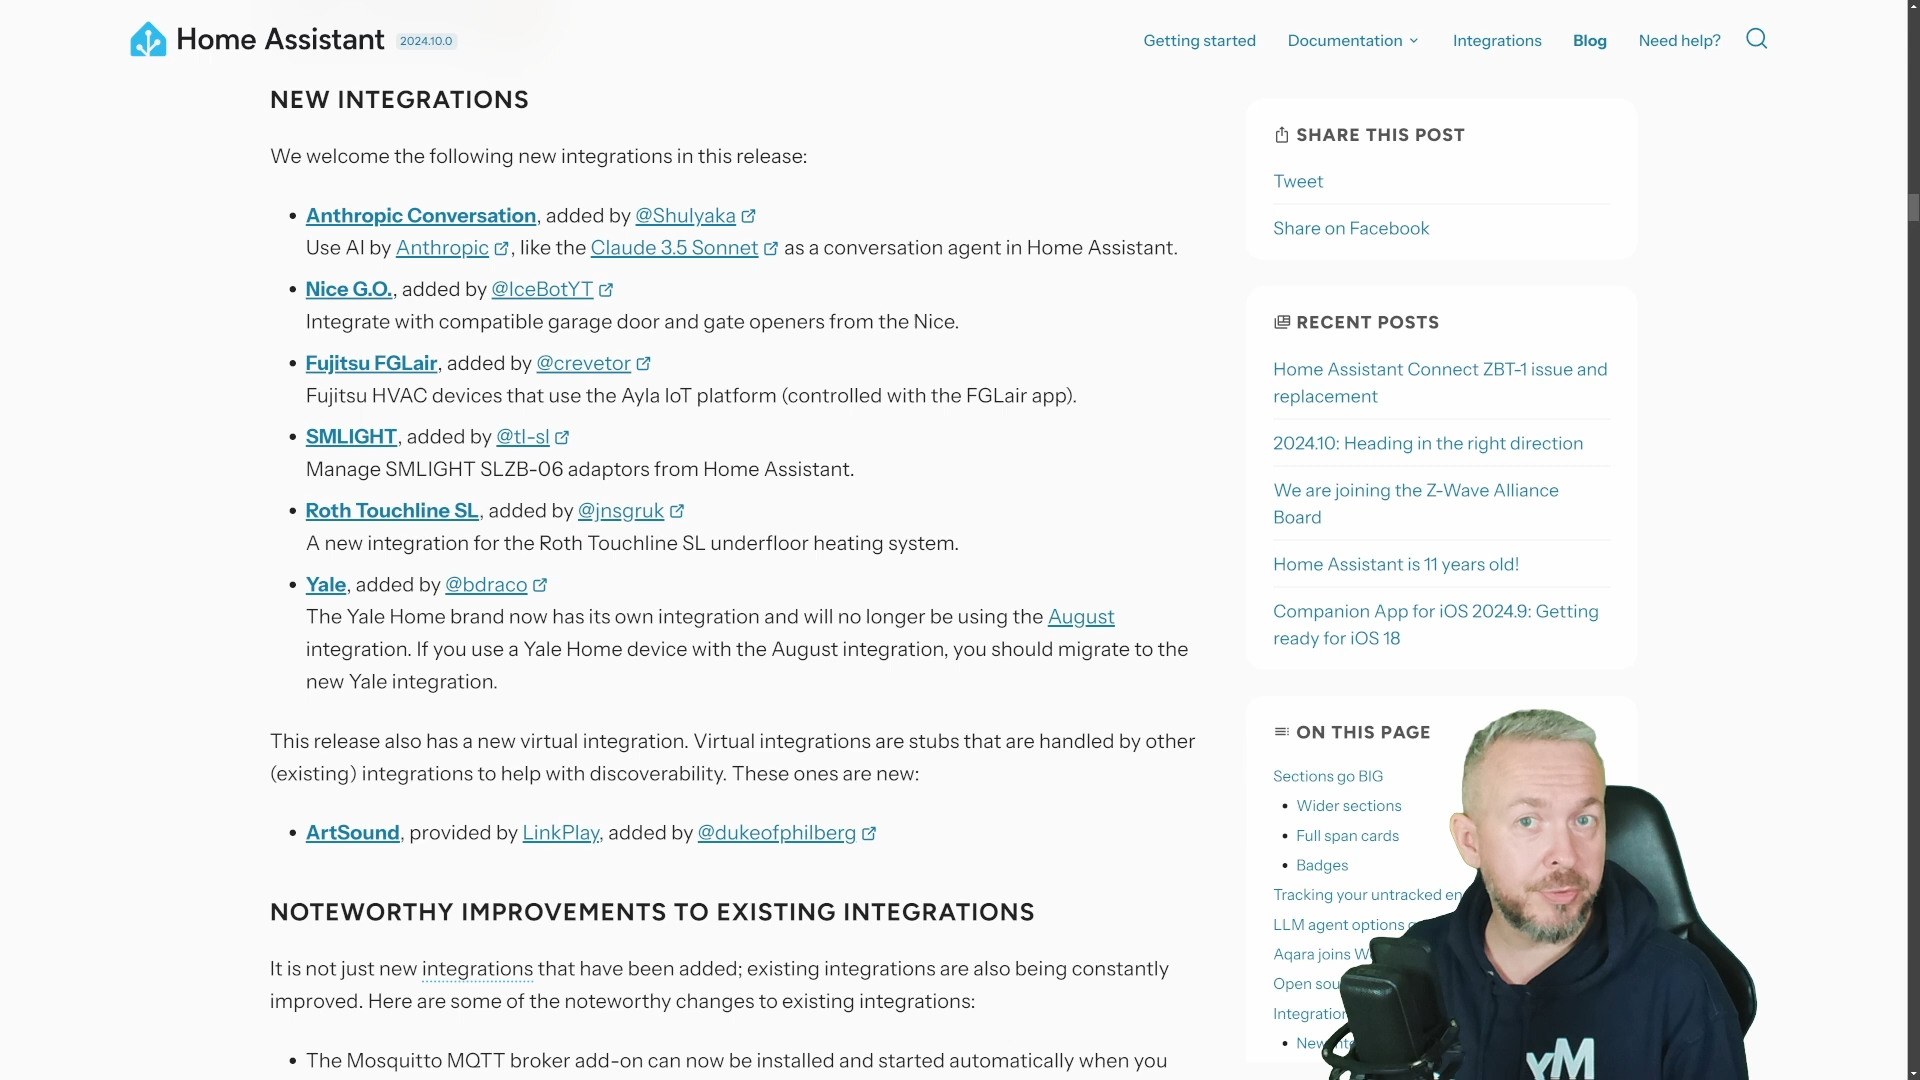 Home Assistant 2024.10.0
Getting started Documentation Integrations Blog Need help?
NEW INTEGRATIONS
We welcome the following new integrations in this release:
• Anthropic Conversation, added by @Shulyaka
Use AI by Anthropic, like the Claude 3.5 Sonnet as a conversation agent in Home Assistant.
• Nice G.O., added by @IceBotYT
Integrate with compatible garage door and gate openers from the Nice.
• Fujitsu FGLair, added by @crevetor
Fujitsu HVAC devices that use the Ayla IoT platform (controlled with the FGLair app).
• SMLIGHT, added by @tl-sl
Manage SMLIGHT SLZB-06 adaptors from Home Assistant.
• Roth Touchline SL, added by @jnsgruk
A new integration for the Roth Touchline SL underfloor heating system.
• Yale, added by @bdraco
The Yale Home brand now has its own integration and will no longer be using the August
integration. If you use a Yale Home device with the August integration, you should migrate to the
new Yale integration.
This release also has a new virtual integration. Virtual integrations are stubs that are handled by other
(existing) integrations to help with discoverability. These ones are new:
• ArtSound, provided by LinkPlay, added by @dukeofphilberg
NOTEWORTHY IMPROVEMENTS TO EXISTING INTEGRATIONS
It is not just new integrations that have been added; existing integrations are also being constantly
improved. Here are some of the noteworthy changes to existing integrations:
• The Mosquitto MQTT broker add-on can now be installed and started automatically when you
SHARE THIS POST
Tweet
Share on Facebook
RECENT POSTS
Home Assistant Connect ZBT-1 issue and
replacement
2024.10: Heading in the right direction
We are joining the Z-Wave Alliance
Board
Home Assistant is 11 years old!
Companion App for iOS 2024.9: Getting
ready for iOS 18
ON THIS PAGE
Sections go BIG
• Wider sections
• Full span cards
• Badges
Tracking your untracked
LLM agent options
Aqara joins
Open
• New